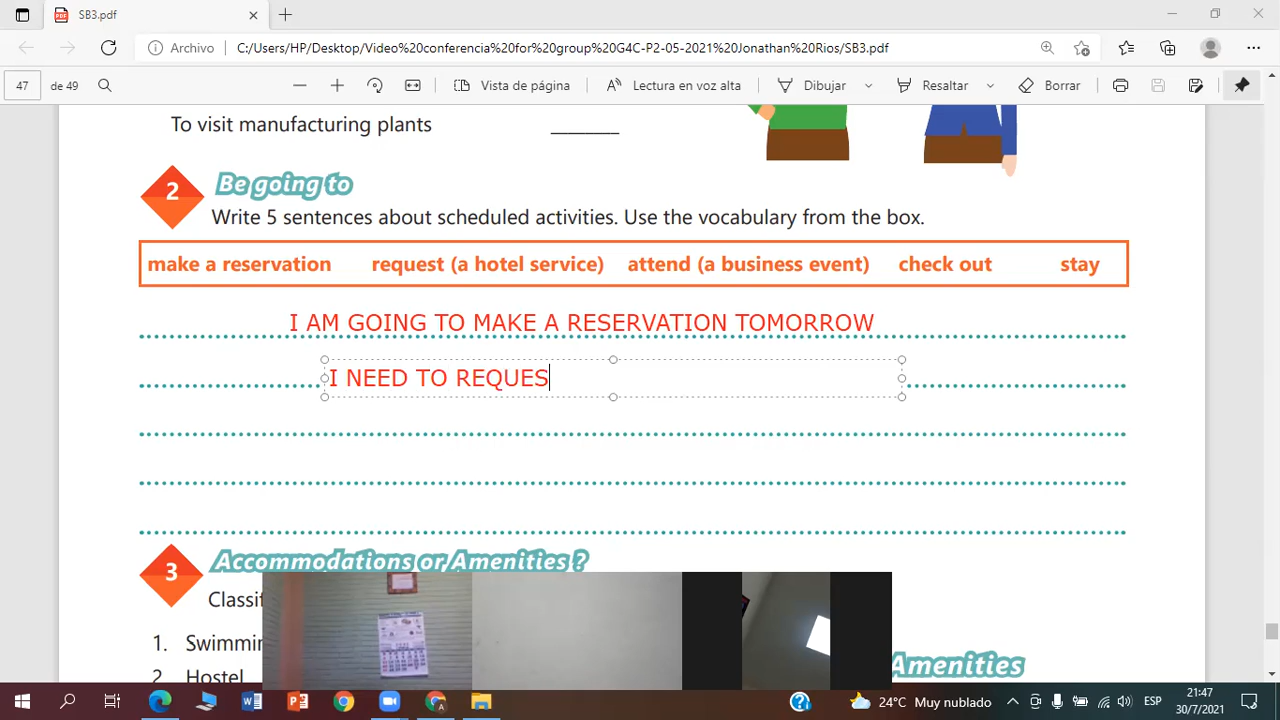 SB3.pdf
Archivo
C:/Users/HP/Desktop/Video%20conferencia%20for%20group%20G4C-P2-05-2021%20Jonathan%20Rios/SB3.pdf
47 de 49
Vista de página
Lectura en voz alta
Dibujar
Resaltar
Borrar
To visit manufacturing plants ________
2 Be going to
Write 5 sentences about scheduled activities. Use the vocabulary from the box.
make a reservation request (a hotel service) attend (a business event) check out stay
I AM GOING TO MAKE A RESERVATION TOMORROW
I NEED TO REQUES
3 Accommodations or Amenities ?
Classif
1. Swimmin
Amenities
2. Hostel
24°C Muy nublado
ESP
21:47
30/7/2021